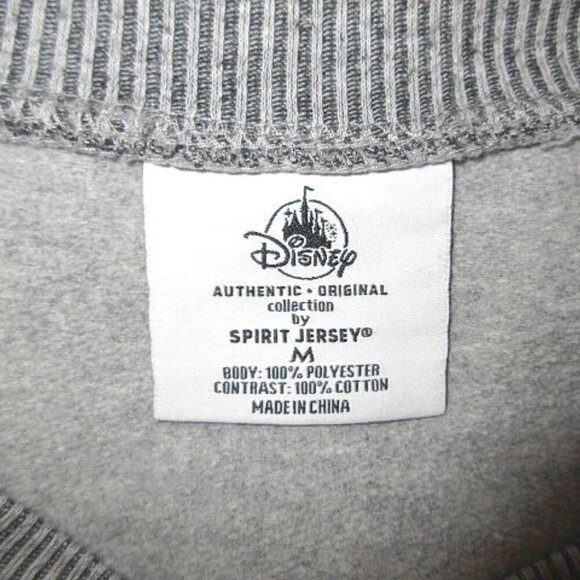 Disney
AUTHENTIC • ORIGINAL
collection
by
SPIRIT JERSEY®
M
BODY: 100% POLYESTER
CONTRAST: 100% COTTON
MADE IN CHINA